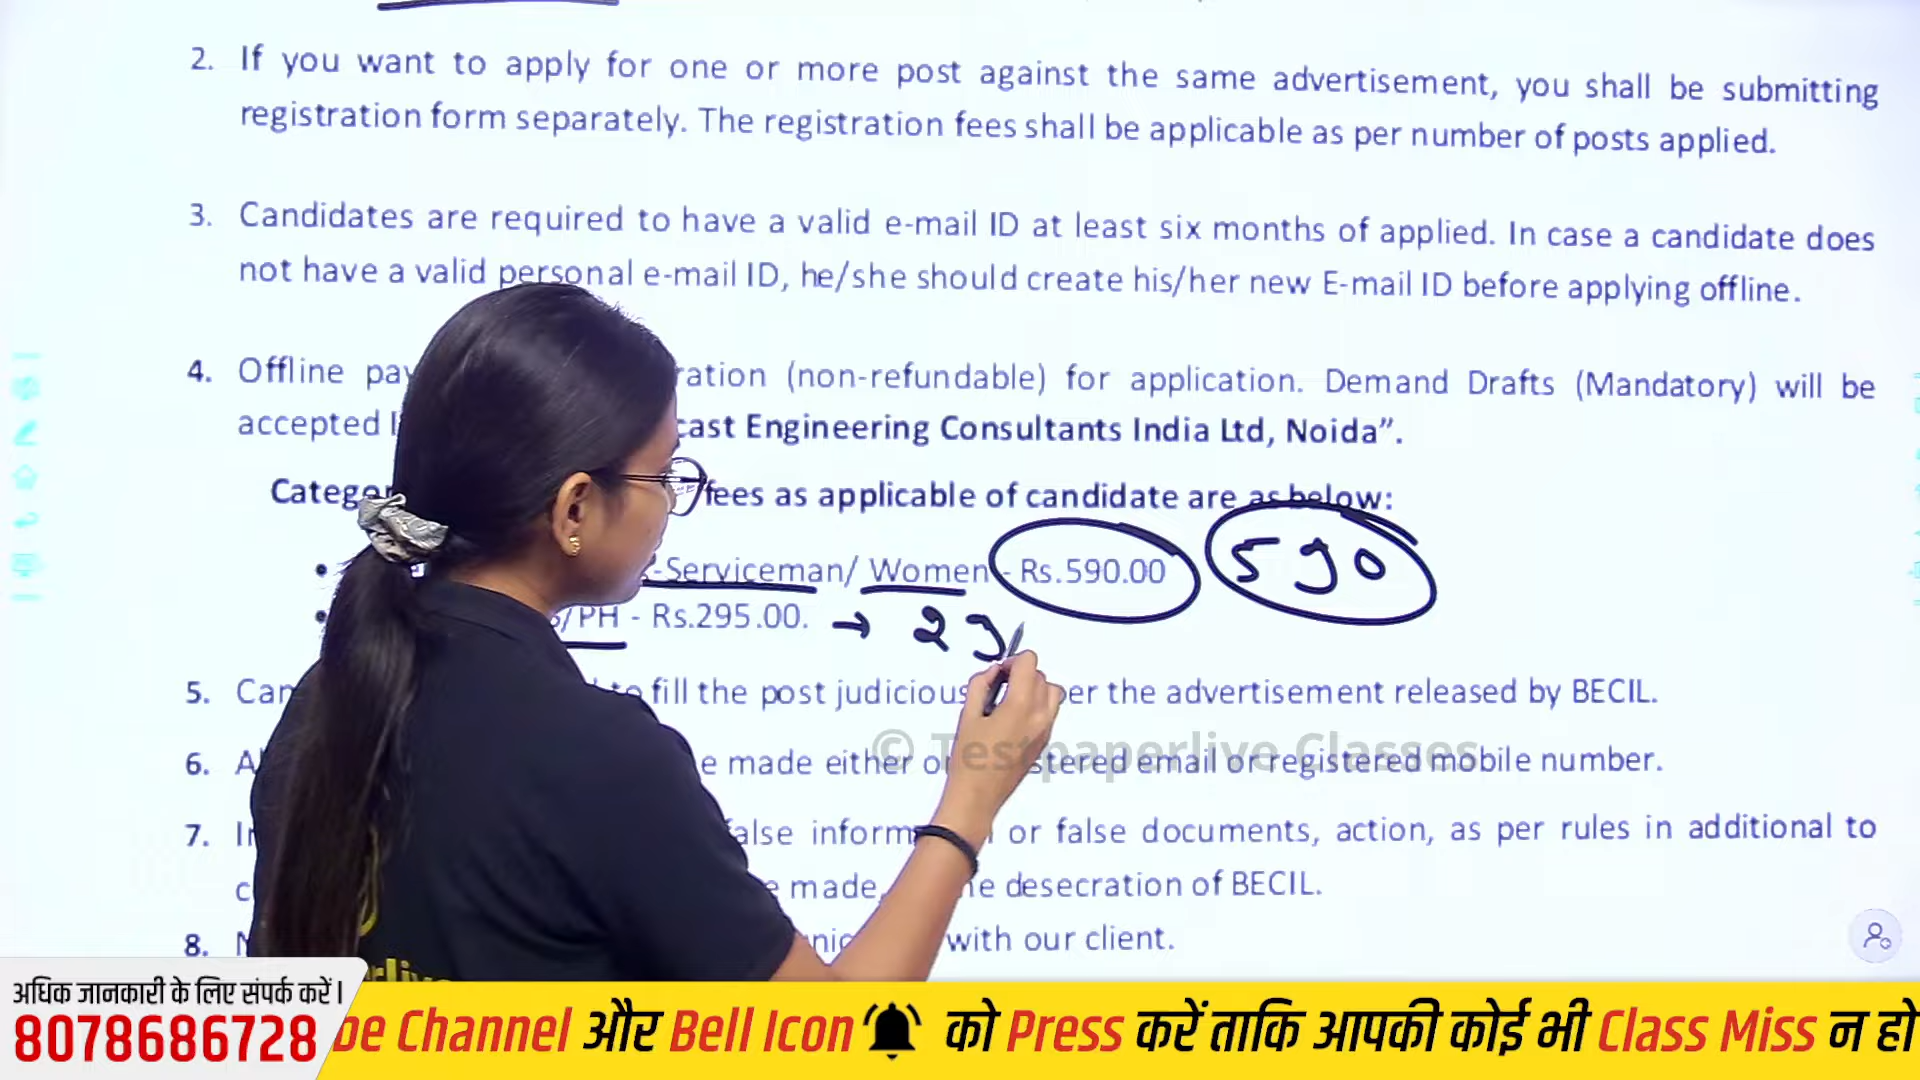 2. If you want to apply for one or more post against the same advertisement, you shall be submitting
registration form separately. The registration fees shall be applicable as per number of posts applied.
3. Candidates are required to have a valid e-mail ID at least six months of applied. In case a candidate does
not have a valid personal e-mail ID, he/she should create his/her new E-mail ID before applying offline.
4. Offline ration (non-refundable) for application. Demand Drafts (Mandatory) will be
accepted cast Engineering Consultants India Ltd, Noida”.
fees as applicable of candidate are as below:
-Serviceman/ Women - Rs.590.00 590
/PH - Rs.295.00. → 29
5. fill the post the advertisement released by BECIL.
6. e made either email or registered mobile number.
7. or false documents, action, as per rules in additional to
made, desecration of BECIL.
8. with our client.
© Testpaperlive Classes
अधिक जानकारी के लिए संपर्क करें।
8078686728
be Channel और Bell Icon को Press करें ताकि आपकी कोई भी Class Miss न हो